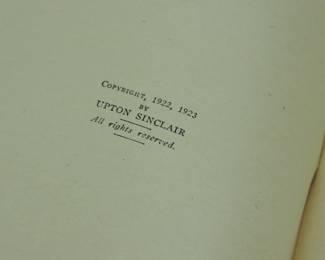 COPYRIGHT, 1922, 1923
BY
UPTON SINCLAIR
All rights reserved.